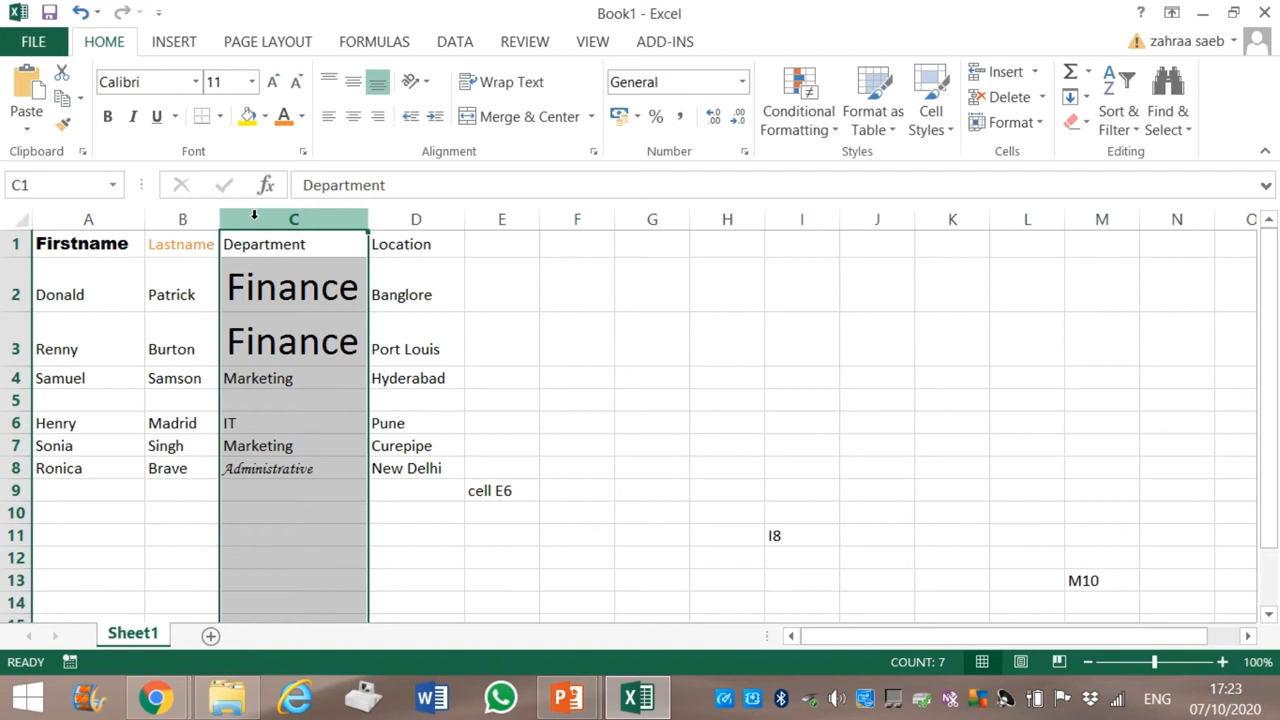 Book1 - Excel
?
FILE HOME INSERT PAGE LAYOUT FORMULAS DATA REVIEW VIEW ADD-INS zahraa saeb
Calibri 11 Wrap Text General Insert
Paste B I U Merge & Center % , Conditional Formatting Format as Table Cell Styles Delete Format Sort & Filter Find & Select
Clipboard Font Alignment Number Styles Cells Editing
C1 fx Department
A B C D E F G H I J K L M N O
1 Firstname Lastname Department Location
2 Donald Patrick Finance Banglore
3 Renny Burton Finance Port Louis
4 Samuel Samson Marketing Hyderabad
5
6 Henry Madrid IT Pune
7 Sonia Singh Marketing Curepipe
8 Ronica Brave Administrative New Delhi
9 cell E6
10
11 I8
12
13 M10
14
15
Sheet1
READY COUNT: 7 100%
ENG 17:23
07/10/2020